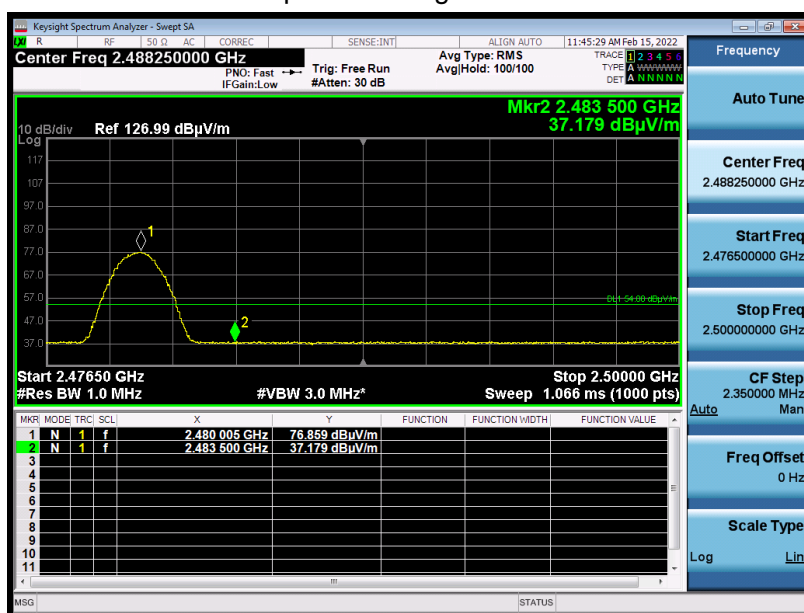 Keysight Spectrum Analyzer - Swept SA
LXI R RF 50 Ω AC CORREC SENSE:INT ALIGN AUTO 11:45:29 AM Feb 15, 2022
Center Freq 2.488250000 GHz
PNO: Fast
IFGain:Low
Trig: Free Run
#Atten: 30 dB
Avg Type: RMS
Avg|Hold: 100/100
TRACE 1 2 3 4 5 6
TYPE A WWWWW
DET A N N N N N
Mkr2 2.483 500 GHz
37.179 dBµV/m
10 dB/div Ref 126.99 dBµV/m
Log
117
107
97.0
87.0
77.0
67.0
57.0
47.0
37.0
1
2
DL1 54.00 dBµV/m
Start 2.47650 GHz Stop 2.50000 GHz
#Res BW 1.0 MHz #VBW 3.0 MHz* Sweep 1.066 ms (1000 pts)
MKR MODE TRC SCL X Y FUNCTION FUNCTION WIDTH FUNCTION VALUE
1 N 1 f 2.480 005 GHz 76.859 dBµV/m
2 N 1 f 2.483 500 GHz 37.179 dBµV/m
3
4
5
6
7
8
9
10
11
MSG STATUS
Frequency
Auto Tune
Center Freq
2.488250000 GHz
Start Freq
2.476500000 GHz
Stop Freq
2.500000000 GHz
CF Step
2.350000 MHz
Auto Man
Freq Offset
0 Hz
Scale Type
Log Lin